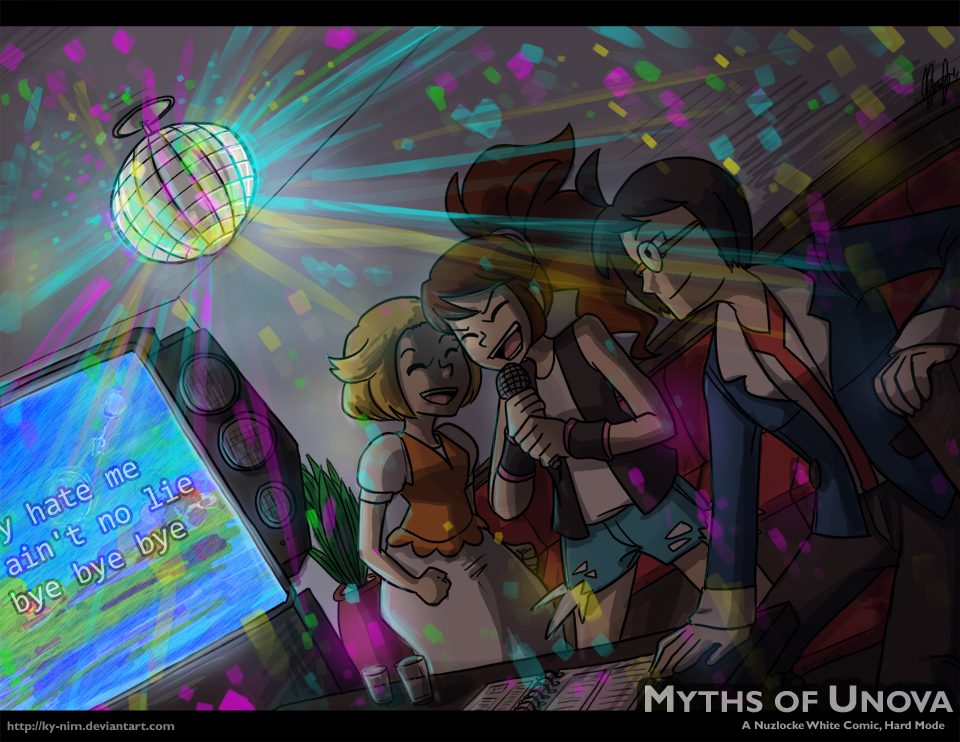 y hate me
ain't no lie
bye bye bye
MYTHS OF UNOVA
A Nuzlocke White Comic, Hard Mode
http://ky-nim.deviantart.com